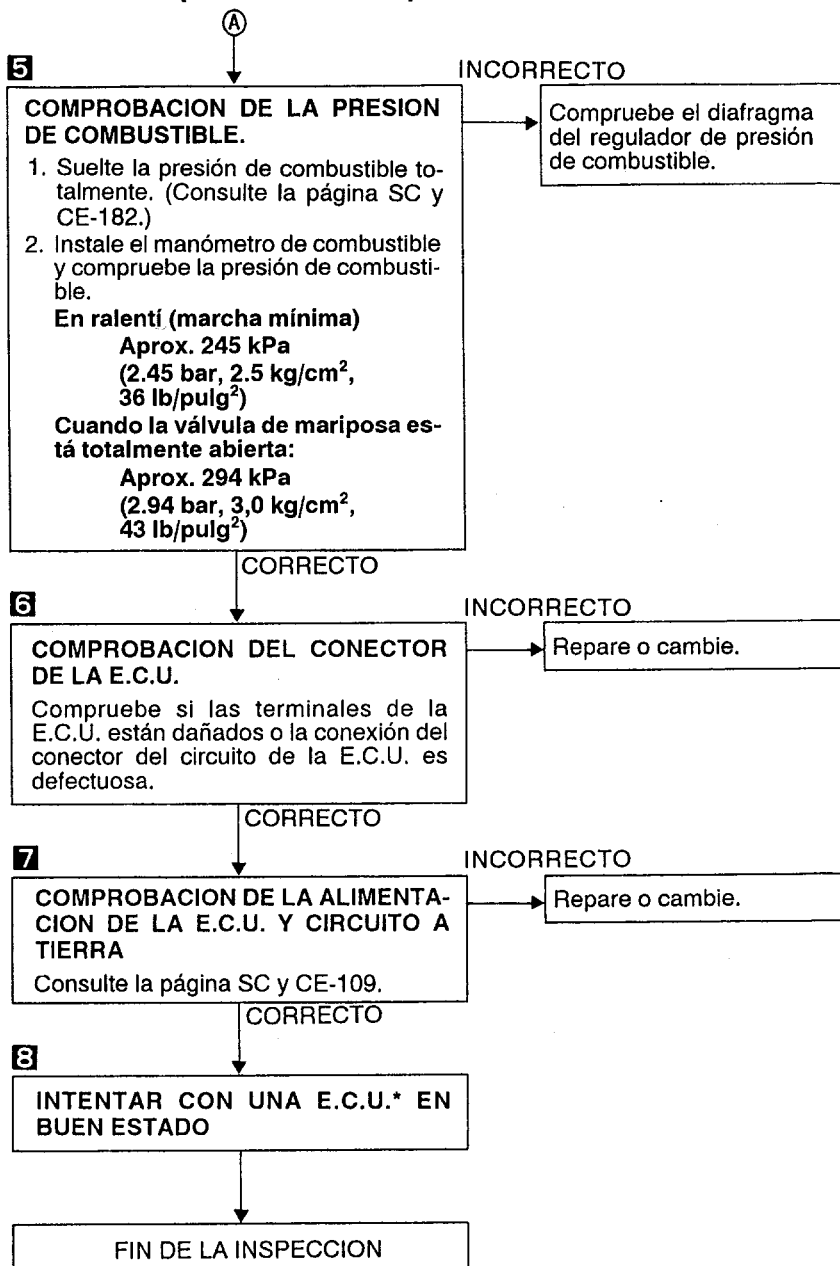 A
5
INCORRECTO
COMPROBACION DE LA PRESION
DE COMBUSTIBLE.
1. Suelte la presión de combustible to-
talmente. (Consulte la página SC y
CE-182.)
2. Instale el manómetro de combustible
y compruebe la presión de combusti-
ble.
En ralentí (marcha mínima)
Aprox. 245 kPa
(2.45 bar, 2.5 kg/cm²,
36 lb/pulg²)
Cuando la válvula de mariposa es-
tá totalmente abierta:
Aprox. 294 kPa
(2.94 bar, 3,0 kg/cm²,
43 lb/pulg²)
Compruebe el diafragma
del regulador de presión
de combustible.
CORRECTO
6
INCORRECTO
COMPROBACION DEL CONECTOR
DE LA E.C.U.
Compruebe si las terminales de la
E.C.U. están dañados o la conexión del
conector del circuito de la E.C.U. es
defectuosa.
Repare o cambie.
CORRECTO
7
INCORRECTO
COMPROBACION DE LA ALIMENTA-
CION DE LA E.C.U. Y CIRCUITO A
TIERRA
Consulte la página SC y CE-109.
Repare o cambie.
CORRECTO
8
INTENTAR CON UNA E.C.U.* EN
BUEN ESTADO
FIN DE LA INSPECCION